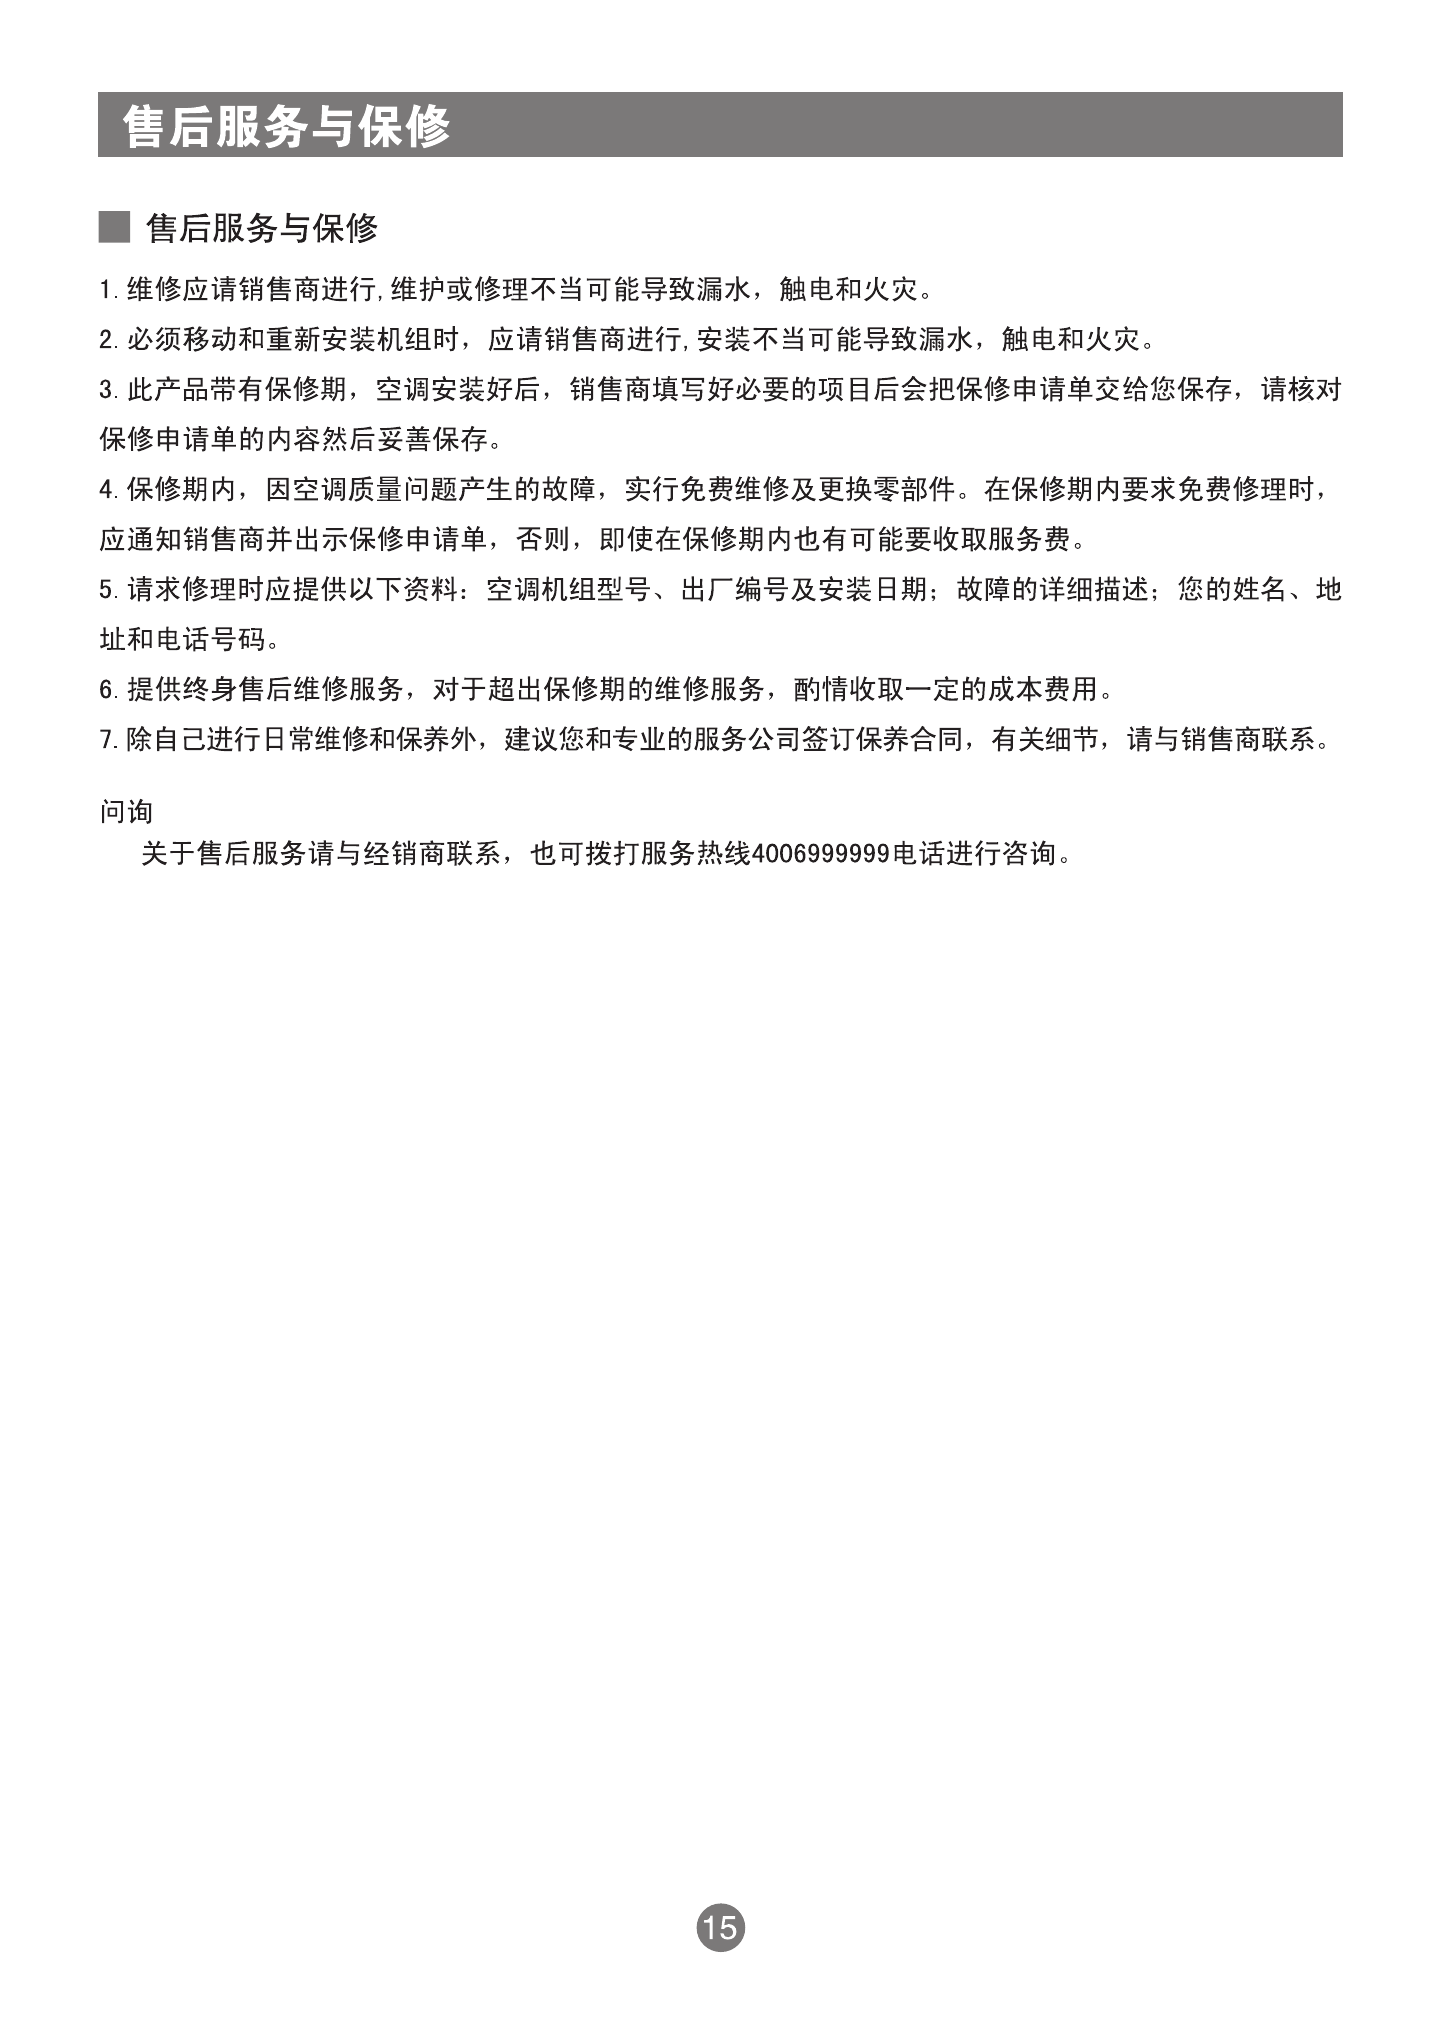 售后服务与保修
售后服务与保修
1.维修应请销售商进行,维护或修理不当可能导致漏水，触电和火灾。
2.必须移动和重新安装机组时，应请销售商进行,安装不当可能导致漏水，触电和火灾。
3.此产品带有保修期，空调安装好后，销售商填写好必要的项目后会把保修申请单交给您保存，请核对
保修申请单的内容然后妥善保存。
4.保修期内，因空调质量问题产生的故障，实行免费维修及更换零部件。在保修期内要求免费修理时，
应通知销售商并出示保修申请单，否则，即使在保修期内也有可能要收取服务费。
5.请求修理时应提供以下资料：空调机组型号、出厂编号及安装日期；故障的详细描述；您的姓名、地
址和电话号码。
6.提供终身售后维修服务，对于超出保修期的维修服务，酌情收取一定的成本费用。
7.除自己进行日常维修和保养外，建议您和专业的服务公司签订保养合同，有关细节，请与销售商联系。
问询
关于售后服务请与经销商联系，也可拨打服务热线4006999999电话进行咨询。
15